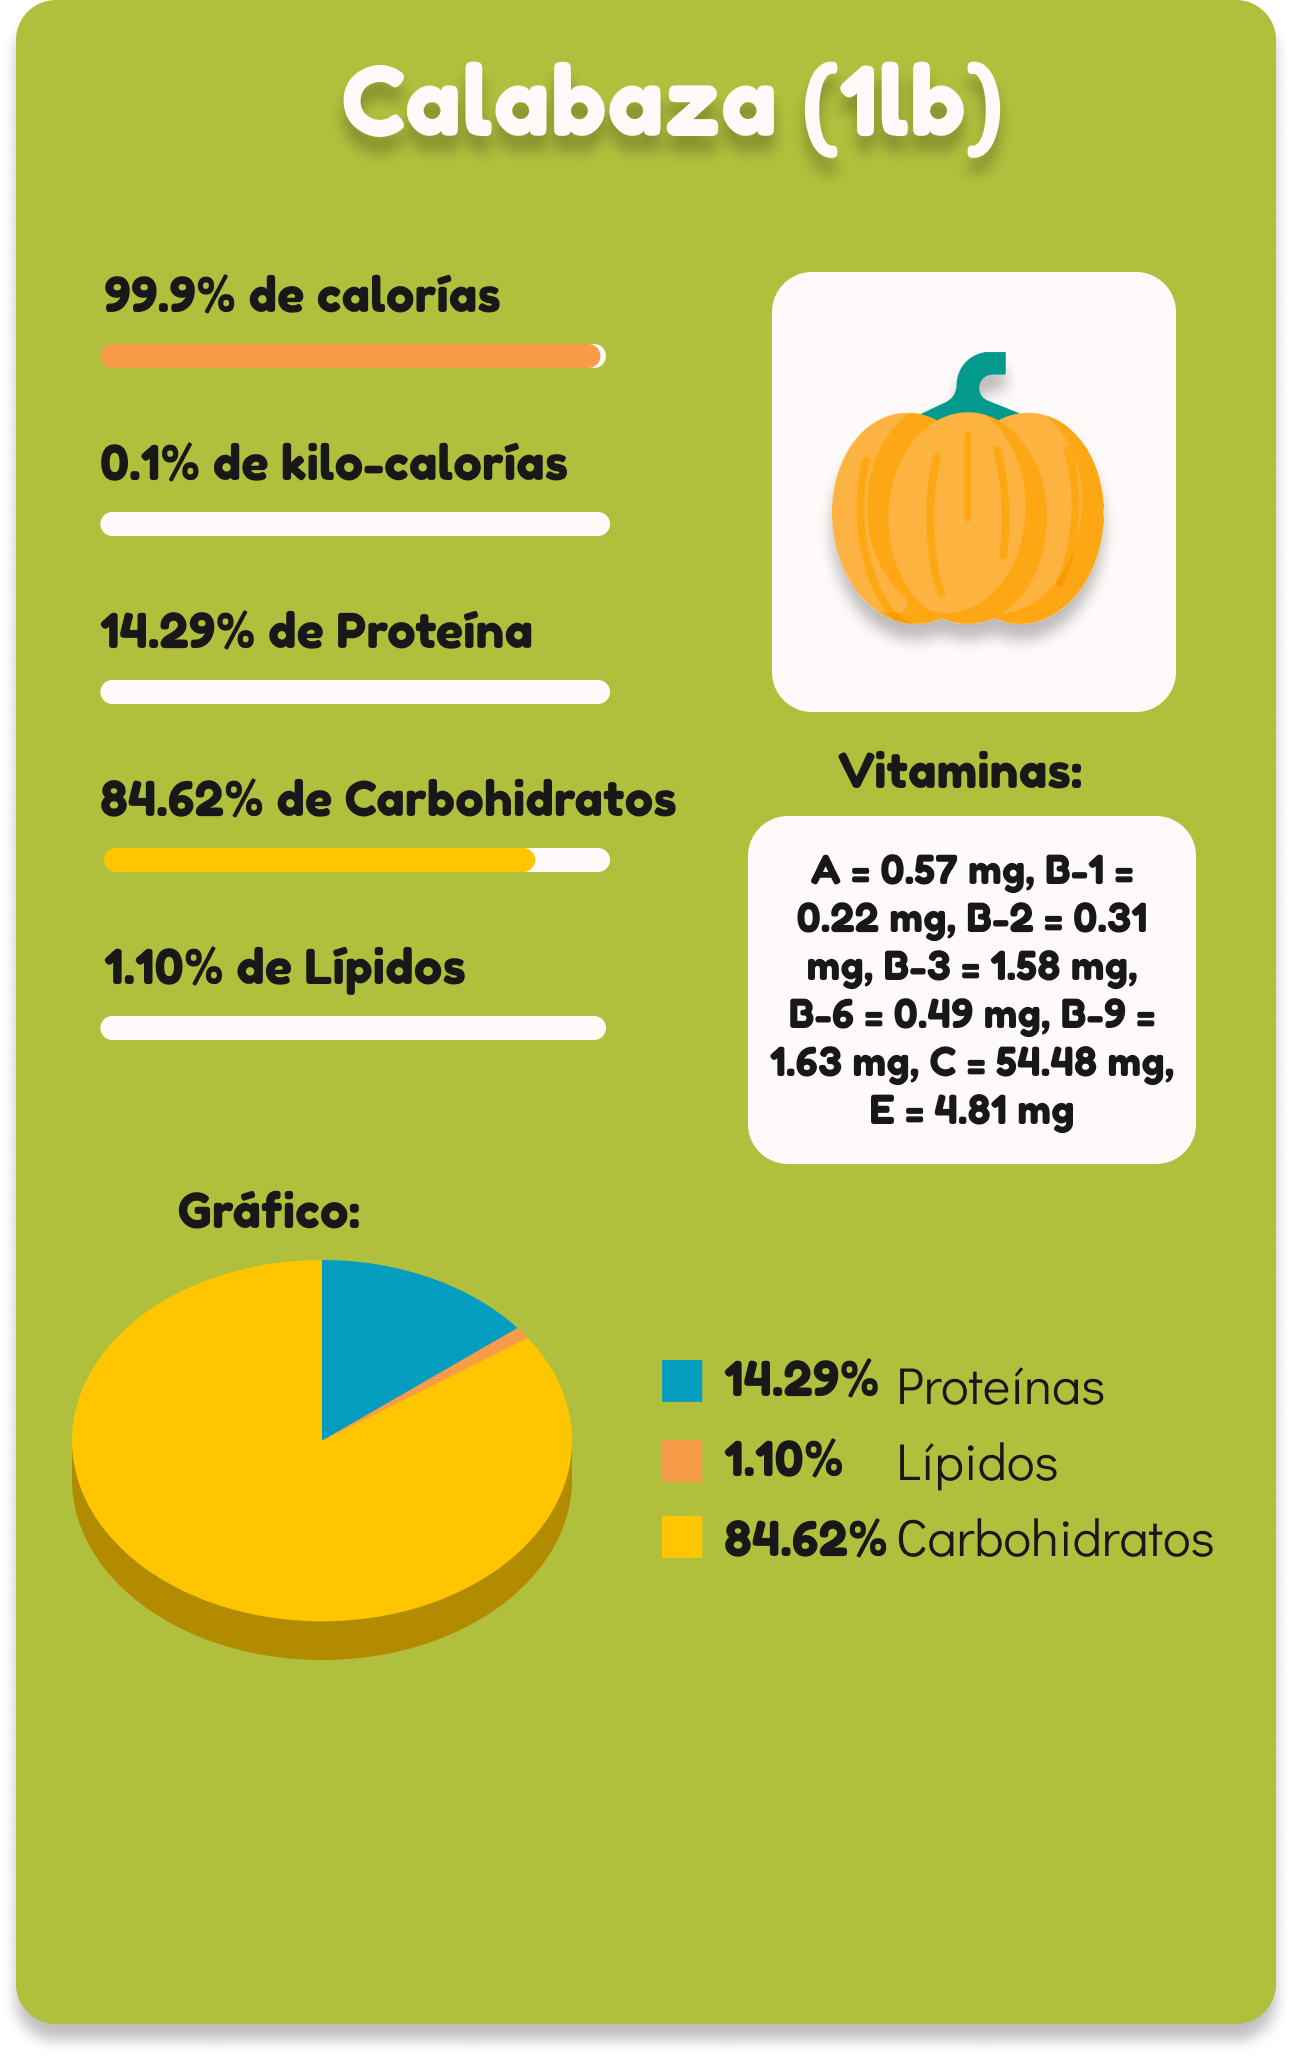 Calabaza (1lb)
99.9% de calorías
0.1% de kilo-calorías
14.29% de Proteína
84.62% de Carbohidratos
1.10% de Lípidos
Vitaminas:
A = 0.57 mg, B-1 =
0.22 mg, B-2 = 0.31
mg, B-3 = 1.58 mg,
B-6 = 0.49 mg, B-9 =
1.63 mg, C = 54.48 mg,
E = 4.81 mg
Gráfico:
14.29% Proteínas
1.10% Lípidos
84.62% Carbohidratos